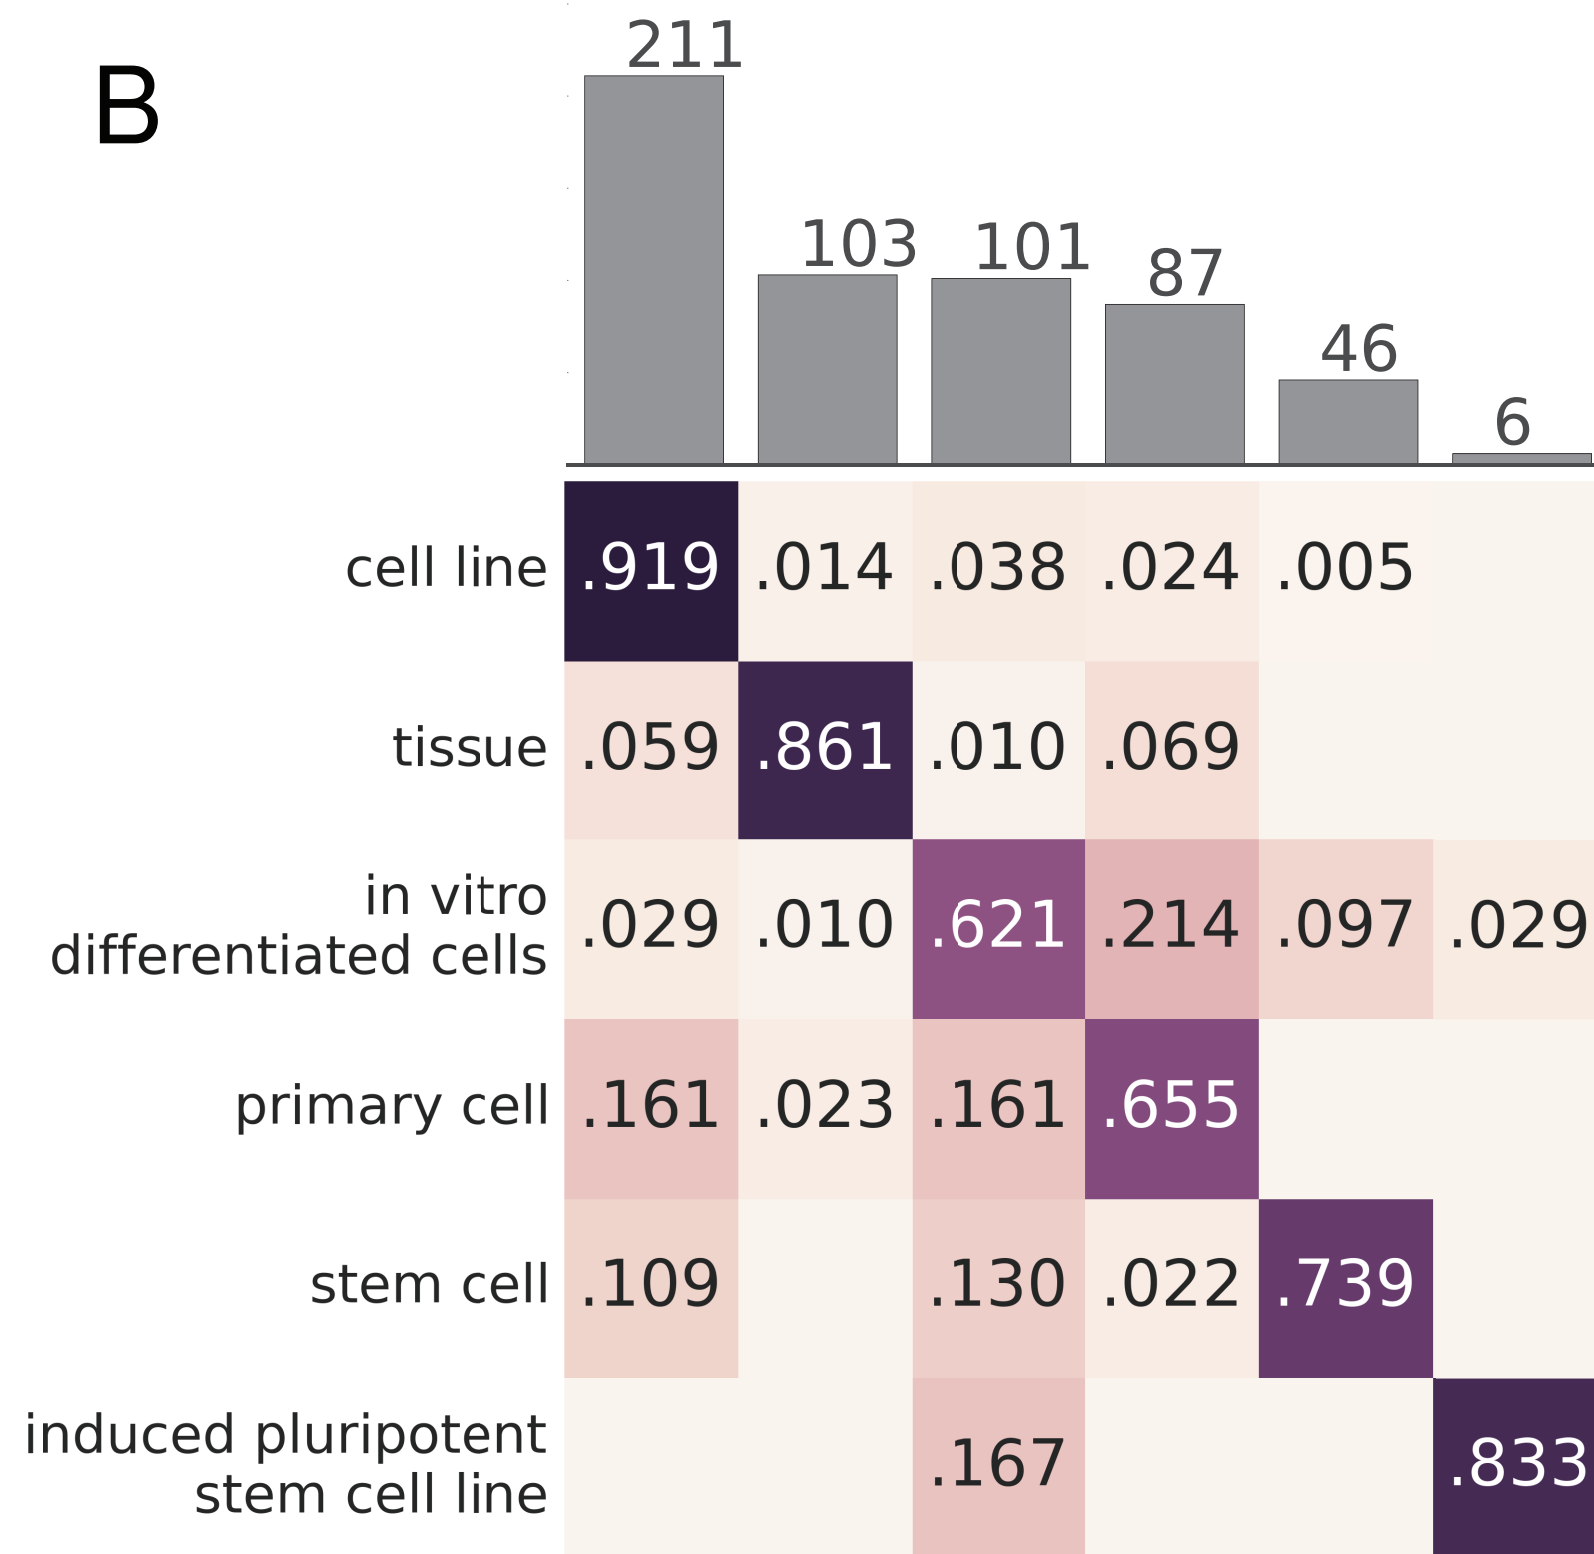 B
211
103
101
87
46
6
cell line .919 .014 .038 .024 .005
tissue .059 .861 .010 .069
in vitro
differentiated cells .029 .010 .621 .214 .097 .029
primary cell .161 .023 .161 .655
stem cell .109 .130 .022 .739
induced pluripotent
stem cell line .167 .833